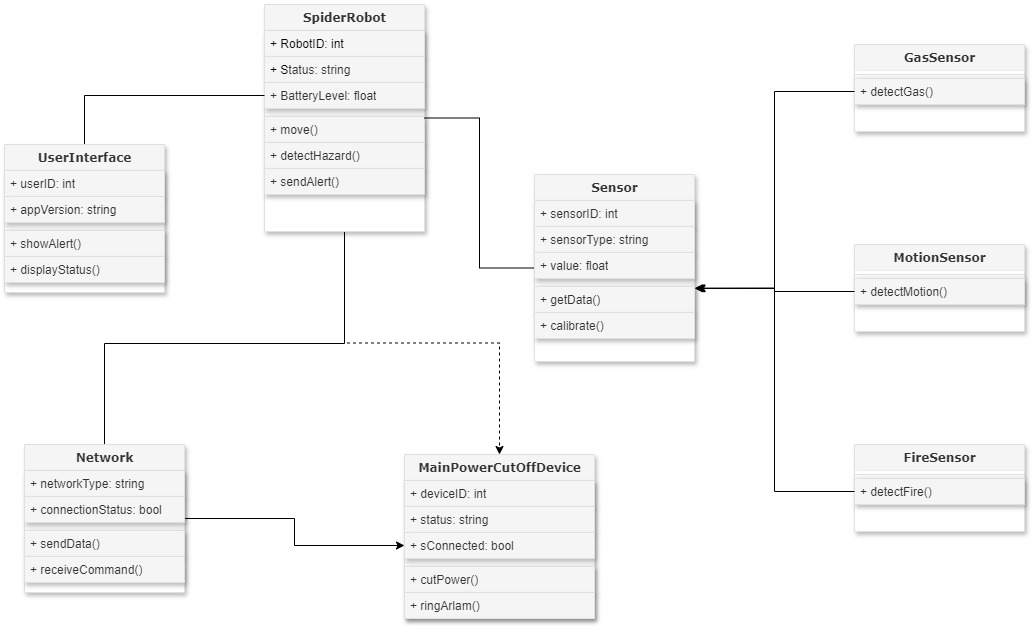 SpiderRobot
+ RobotID: int
+ Status: string
+ BatteryLevel: float
+ move()
+ detectHazard()
+ sendAlert()
UserInterface
+ userID: int
+ appVersion: string
+ showAlert()
+ displayStatus()
Sensor
+ sensorID: int
+ sensorType: string
+ value: float
+ getData()
+ calibrate()
GasSensor
+ detectGas()
MotionSensor
+ detectMotion()
FireSensor
+ detectFire()
Network
+ networkType: string
+ connectionStatus: bool
+ sendData()
+ receiveCommand()
MainPowerCutOffDevice
+ deviceID: int
+ status: string
+ sConnected: bool
+ cutPower()
+ ringArlam()